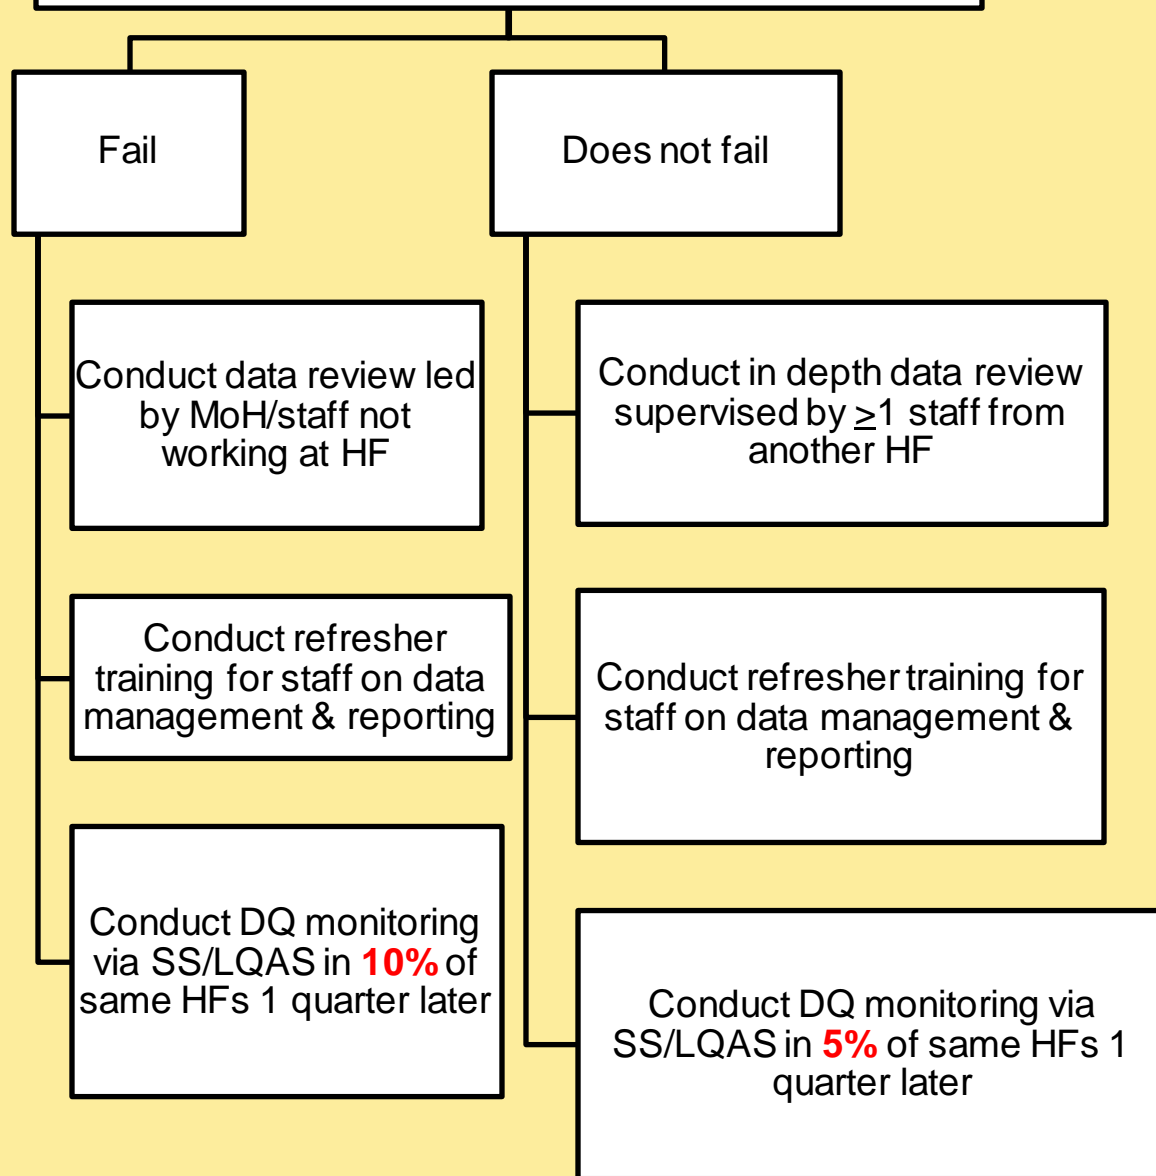 Fail
Does not fail
Conduct data review led
by MoH/staff not
working at HF
Conduct refresher
training for staff on data
management & reporting
Conduct DQ monitoring
via SS/LQAS in 10% of
same HFs 1 quarter later
Conduct in depth data review
supervised by ≥1 staff from
another HF
Conduct refresher training for
staff on data management &
reporting
Conduct DQ monitoring via
SS/LQAS in 5% of same HFs 1
quarter later